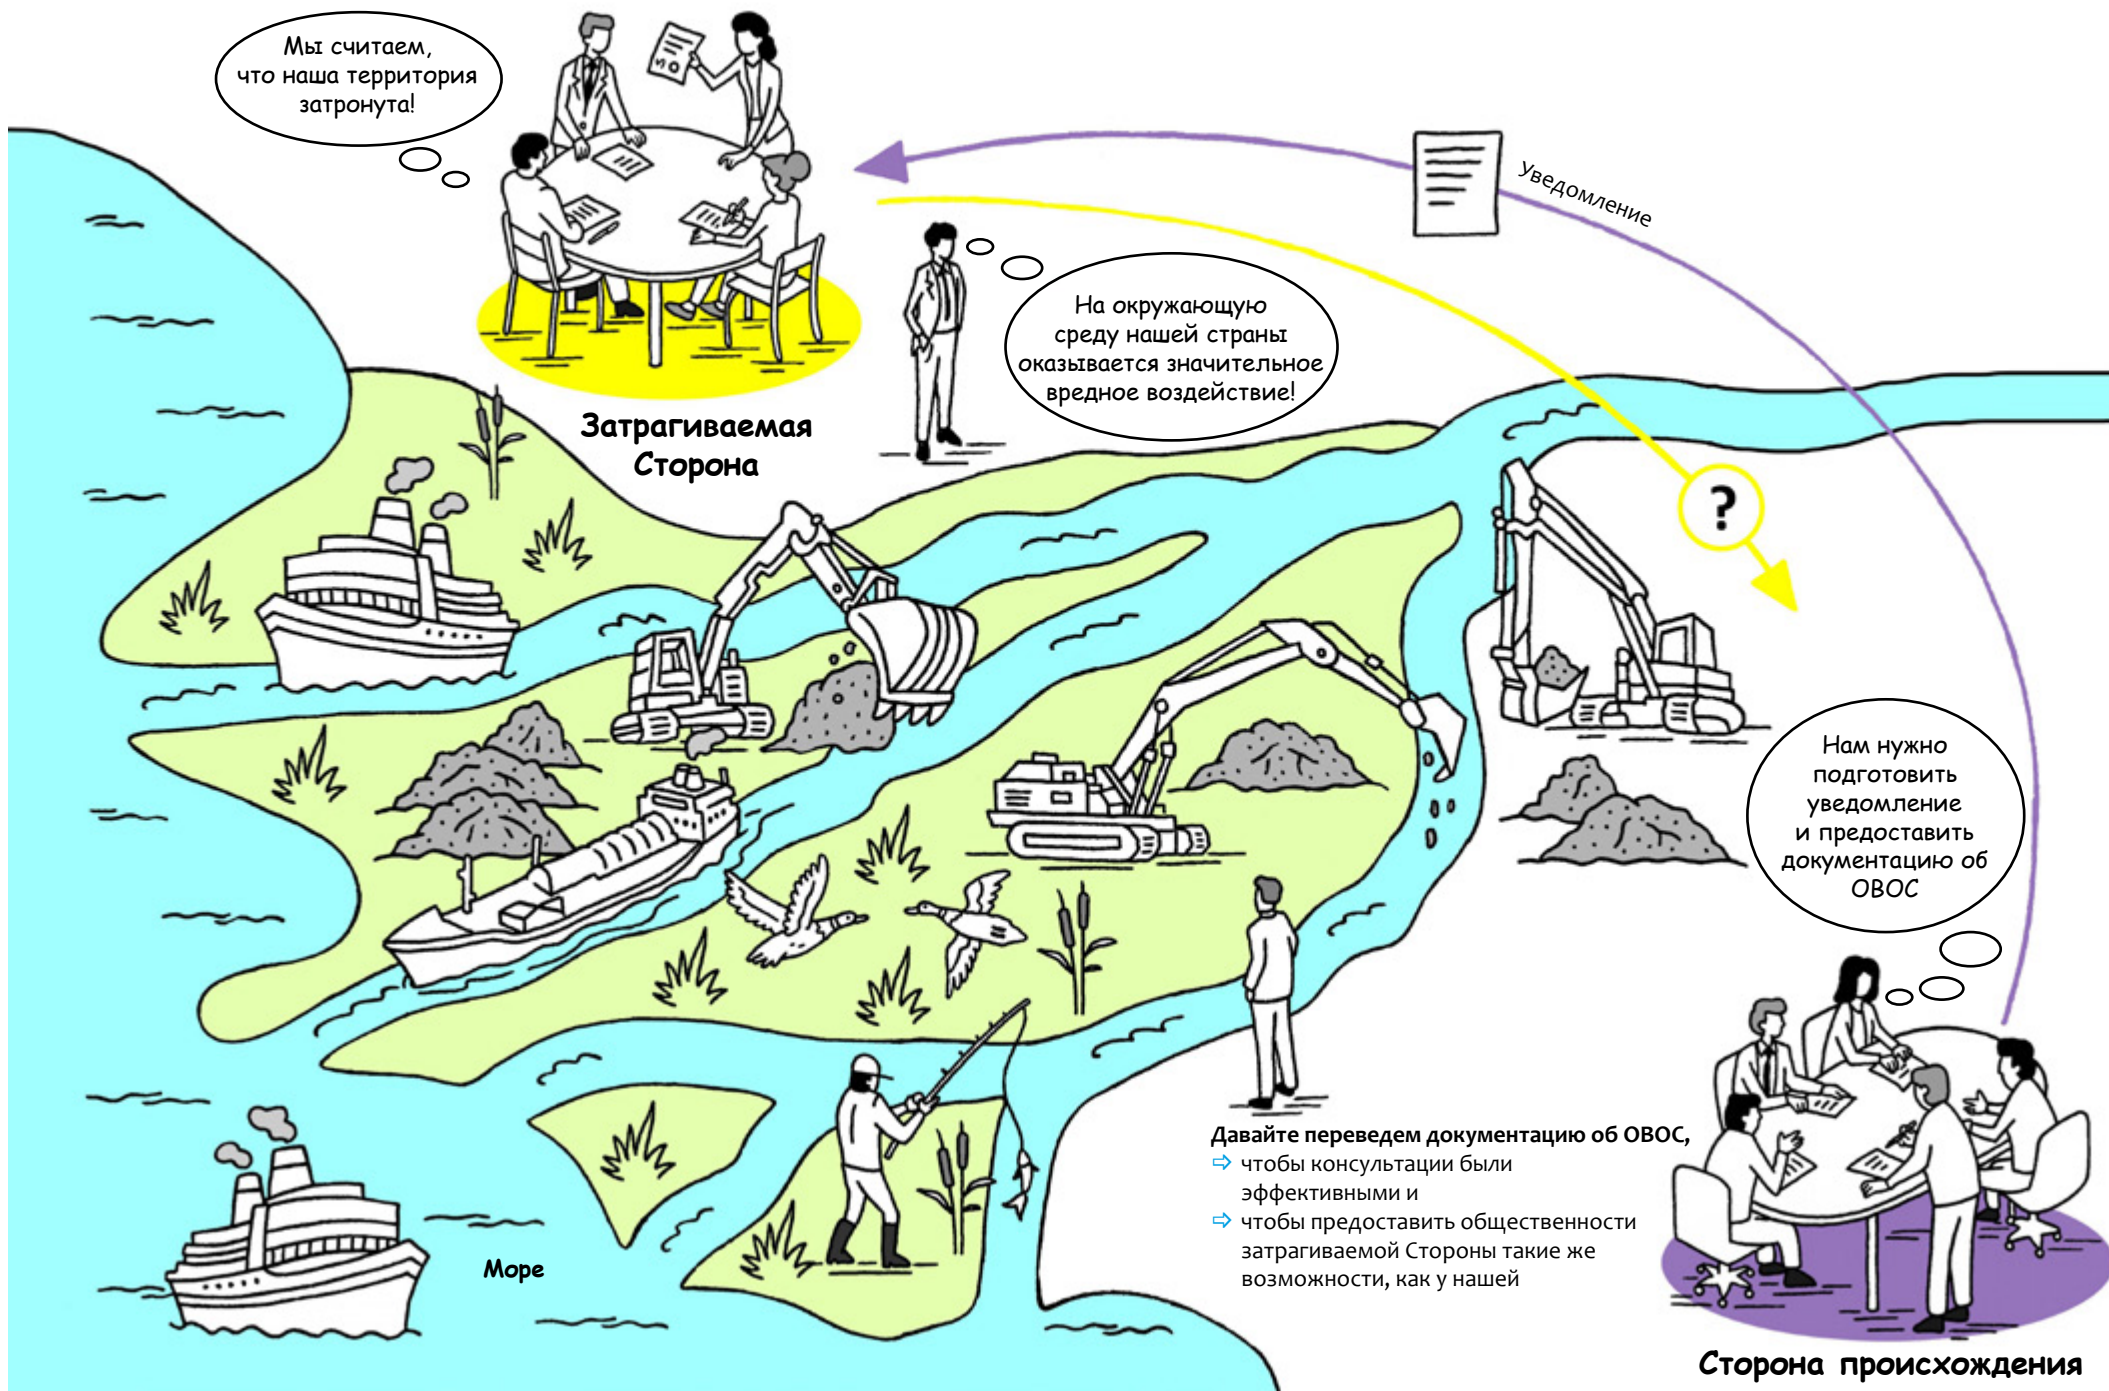 Мы считаем,
что наша территория
затронута!
Уведомление
На окружающую
среду нашей страны
оказывается значительное
вредное воздействие!
Затрагиваемая
Сторона
?
Нам нужно
подготовить
уведомление
и предоставить
документацию об
ОВОС
Давайте переведем документацию об ОВОС,
⇨ чтобы консультации были
эффективными и
⇨ чтобы предоставить общественности
затрагиваемой Стороны такие же
возможности, как у нашей
Море
Сторона происхождения